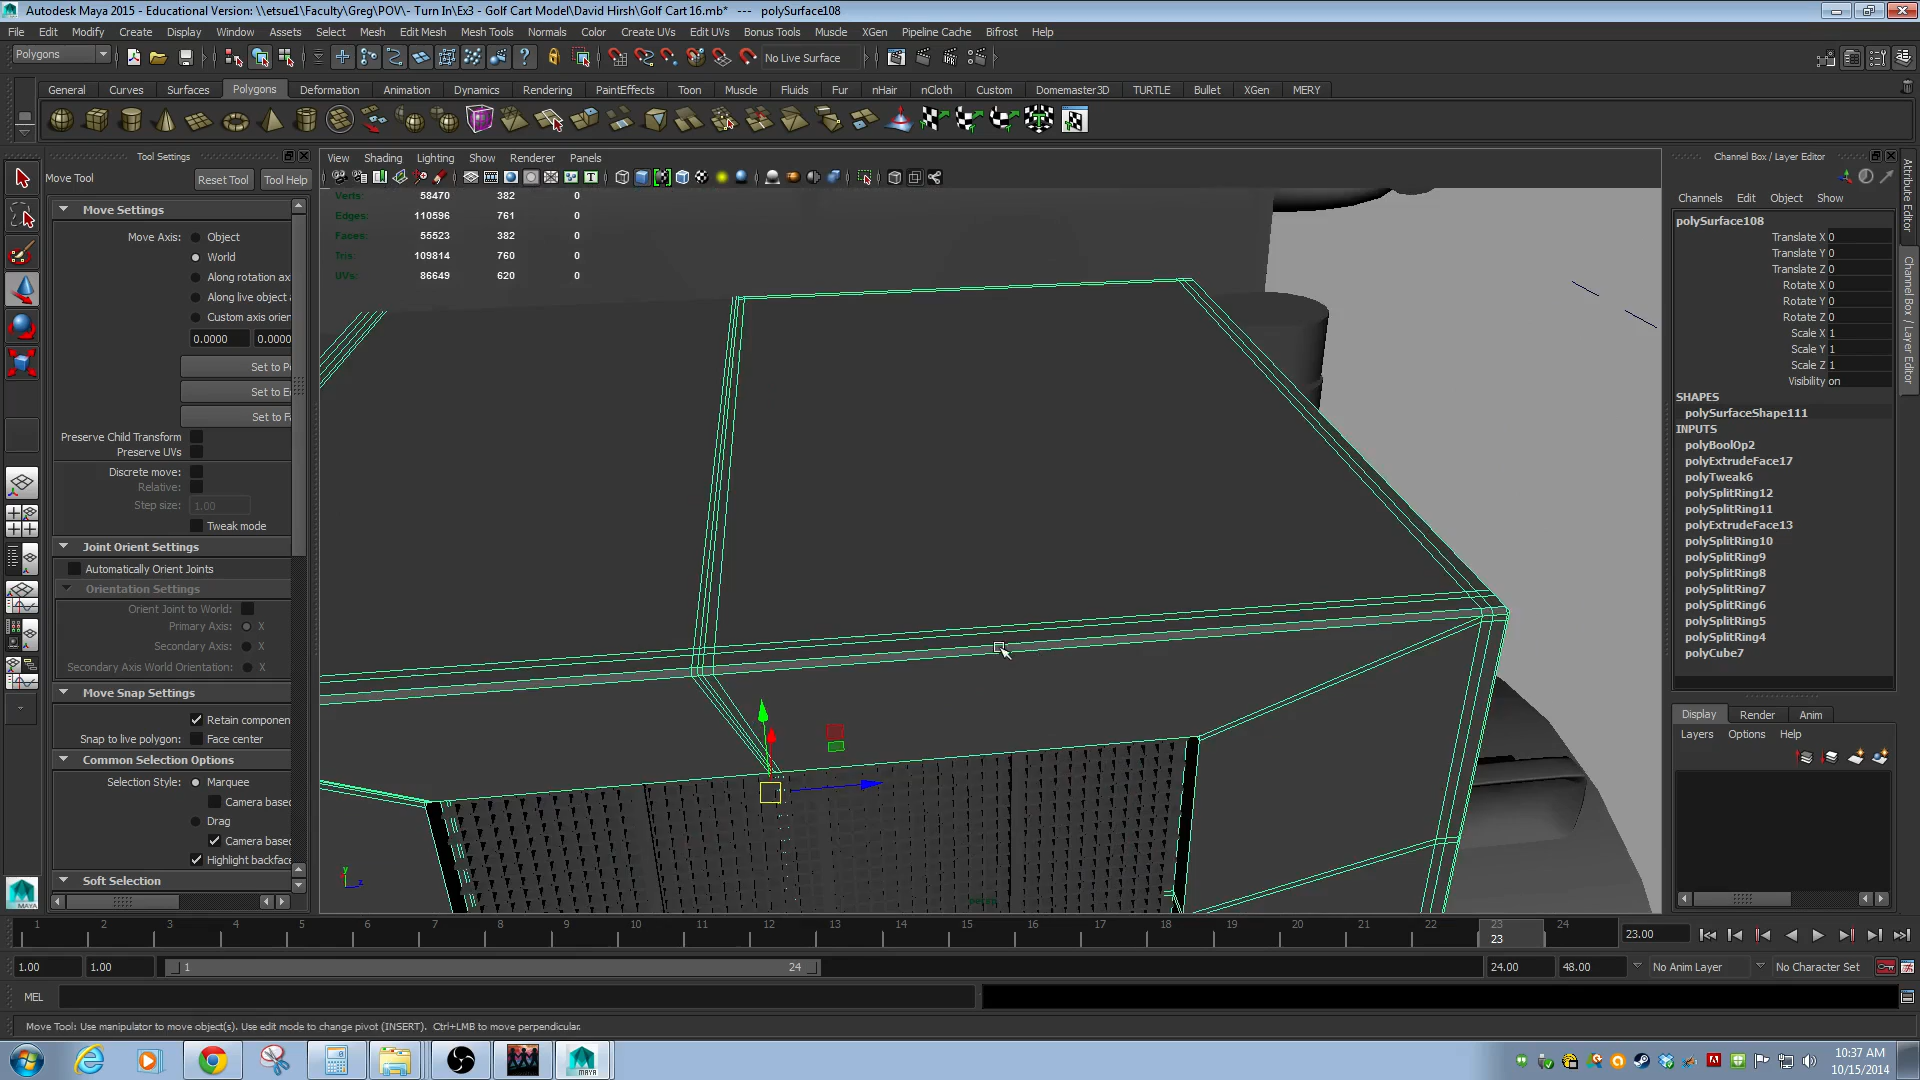 Autodesk Maya 2015 - Educational Version: \\etsue1\Faculty\Greg\POV\- Turn In\Ex3 - Golf Cart Model\David Hirsh\Golf Cart 16.mb* --- polySurface108
File Edit Modify Create Display Window Assets Select Mesh Edit Mesh Mesh Tools Normals Color Create UVs Edit UVs Bonus Tools Muscle XGen Pipeline Cache Bifrost Help
Polygons No Live Surface
General Curves Surfaces Polygons Deformation Animation Dynamics Rendering PaintEffects Toon Muscle Fluids Fur nHair nCloth Custom Domemaster3D TURTLE Bullet XGen MERY
Tool Settings
Move Tool Reset Tool Tool Help
Move Settings
Move Axis: Object
World
Along rotation ax
Along live object
Custom axis orier
0.0000 0.0000
Set to P
Set to E
Set to F
Preserve Child Transform
Preserve UVs
Discrete move:
Relative:
Step size: 1.00
Tweak mode
Joint Orient Settings
Automatically Orient Joints
Orientation Settings
Orient Joint to World:
Primary Axis: X
Secondary Axis: X
Secondary Axis World Orientation: X
Move Snap Settings
Retain componen
Snap to live polygon: Face center
Common Selection Options
Selection Style: Marquee
Camera based
Drag
Camera based
Highlight backface
Soft Selection
View Shading Lighting Show Renderer Panels
Verts: 58470 382 0
Edges: 110596 761 0
Faces: 55523 382 0
Tris: 109814 760 0
UVs: 86649 620 0
persp
y
z
Channel Box / Layer Editor
Channels Edit Object Show
polySurface108
Translate X 0
Translate Y 0
Translate Z 0
Rotate X 0
Rotate Y 0
Rotate Z 0
Scale X 1
Scale Y 1
Scale Z 1
Visibility on
SHAPES
polySurfaceShape111
INPUTS
polyBoolOp2
polyExtrudeFace17
polyTweak6
polySplitRing12
polySplitRing11
polyExtrudeFace13
polySplitRing10
polySplitRing9
polySplitRing8
polySplitRing7
polySplitRing6
polySplitRing5
polySplitRing4
polyCube7
Display Render Anim
Layers Options Help
Attribute Editor
Channel Box / Layer Editor
1 2 3 4 5 6 7 8 9 10 11 12 13 14 15 16 17 18 19 20 21 22 23 24
23
23.00
1.00 1.00 1 24 24.00 48.00 No Anim Layer No Character Set
MEL
Move Tool: Use manipulator to move object(s). Use edit mode to change pivot (INSERT). Ctrl+LMB to move perpendicular.
10:37 AM
10/15/2014